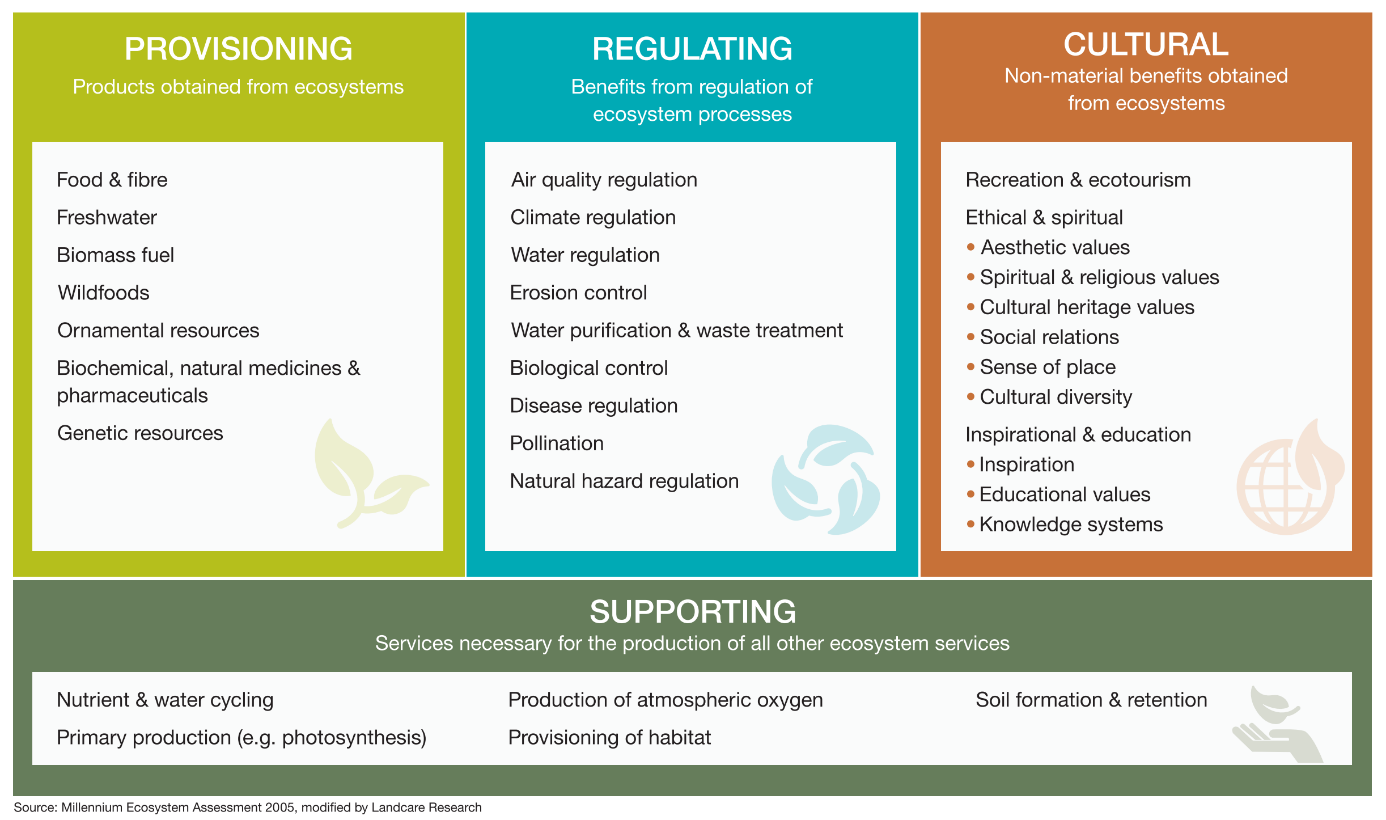 PROVISIONING
Products obtained from ecosystems
Food & fibre
Freshwater
Biomass fuel
Wildfoods
Ornamental resources
Biochemical, natural medicines &
pharmaceuticals
Genetic resources
REGULATING
Benefits from regulation of
ecosystem processes
Air quality regulation
Climate regulation
Water regulation
Erosion control
Water purification & waste treatment
Biological control
Disease regulation
Pollination
Natural hazard regulation
CULTURAL
Non-material benefits obtained
from ecosystems
Recreation & ecotourism
Ethical & spiritual
• Aesthetic values
• Spiritual & religious values
• Cultural heritage values
• Social relations
• Sense of place
• Cultural diversity
Inspirational & education
• Inspiration
• Educational values
• Knowledge systems
SUPPORTING
Services necessary for the production of all other ecosystem services
Nutrient & water cycling
Primary production (e.g. photosynthesis)
Production of atmospheric oxygen
Provisioning of habitat
Soil formation & retention
Source: Millennium Ecosystem Assessment 2005, modified by Landcare Research